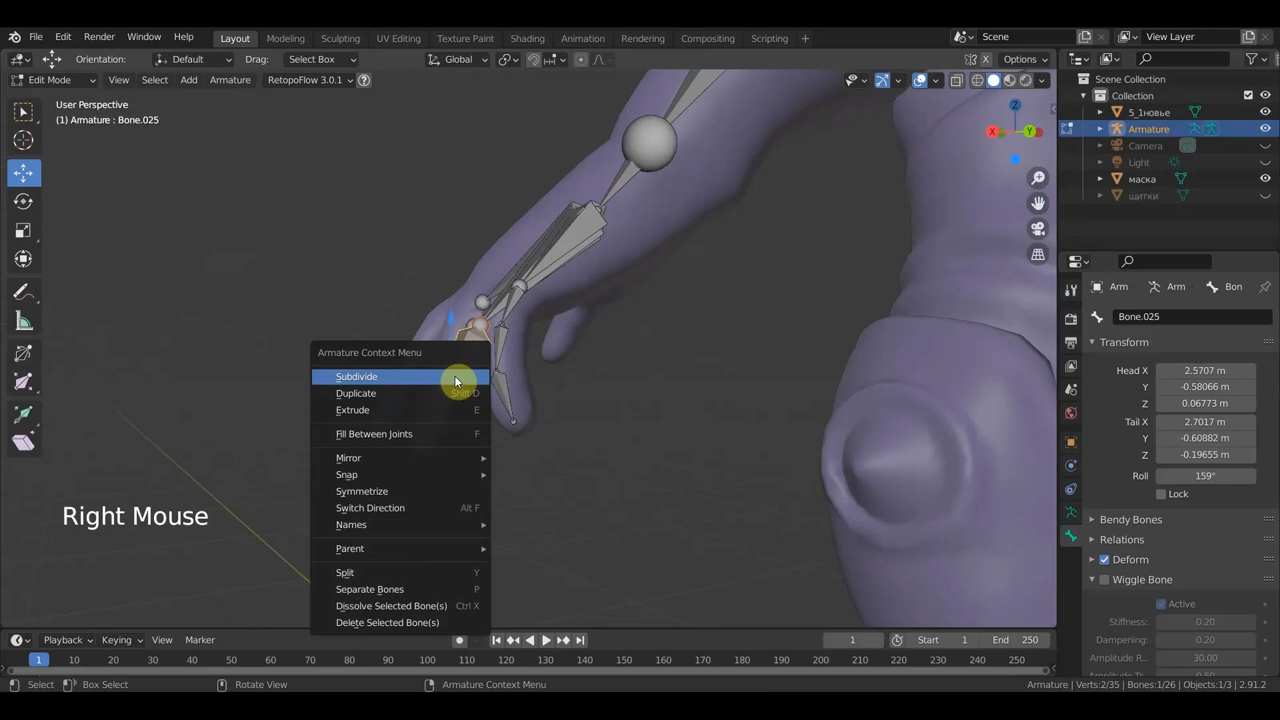 File Edit Render Window Help Layout Modeling Sculpting UV Editing Texture Paint Shading Animation Rendering Compositing Scripting + Scene View Layer
Orientation: Default Drag: Select Box Global X Options
Edit Mode View Select Add Armature RetopoFlow 3.0.1
User Perspective
(1) Armature : Bone.025
Scene Collection
Collection
5_1новье
Armature
Camera
Light
маска
щитки
X
Y
Z
Armature Context Menu
Subdivide
Duplicate Shift D
Extrude E
Fill Between Joints F
Mirror
Snap
Symmetrize
Switch Direction Alt F
Names
Parent
Split Y
Separate Bones P
Dissolve Selected Bone(s) Ctrl X
Delete Selected Bone(s)
Right Mouse
Arm Arm Bon
Bone.025
Transform
Head X 2.5707 m
Y -0.58066 m
Z 0.06773 m
Tail X 2.7017 m
Y -0.60882 m
Z -0.19655 m
Roll 159°
Lock
Bendy Bones
Relations
Deform
Wiggle Bone
Active
Stiffness: 0.20
Dampening: 0.20
Amplitude R... 30.00
Playback Keying View Marker 1 Start 1 End 250
1 10 20 30 40 50 60 70 80 90 100 110 120 130 140 150 160 170 180 190 200 210 220 230 240 250
Select Box Select Rotate View Armature Context Menu Armature | Verts:2/35 | Bones:1/26 | Objects:1/3 | 2.91.2